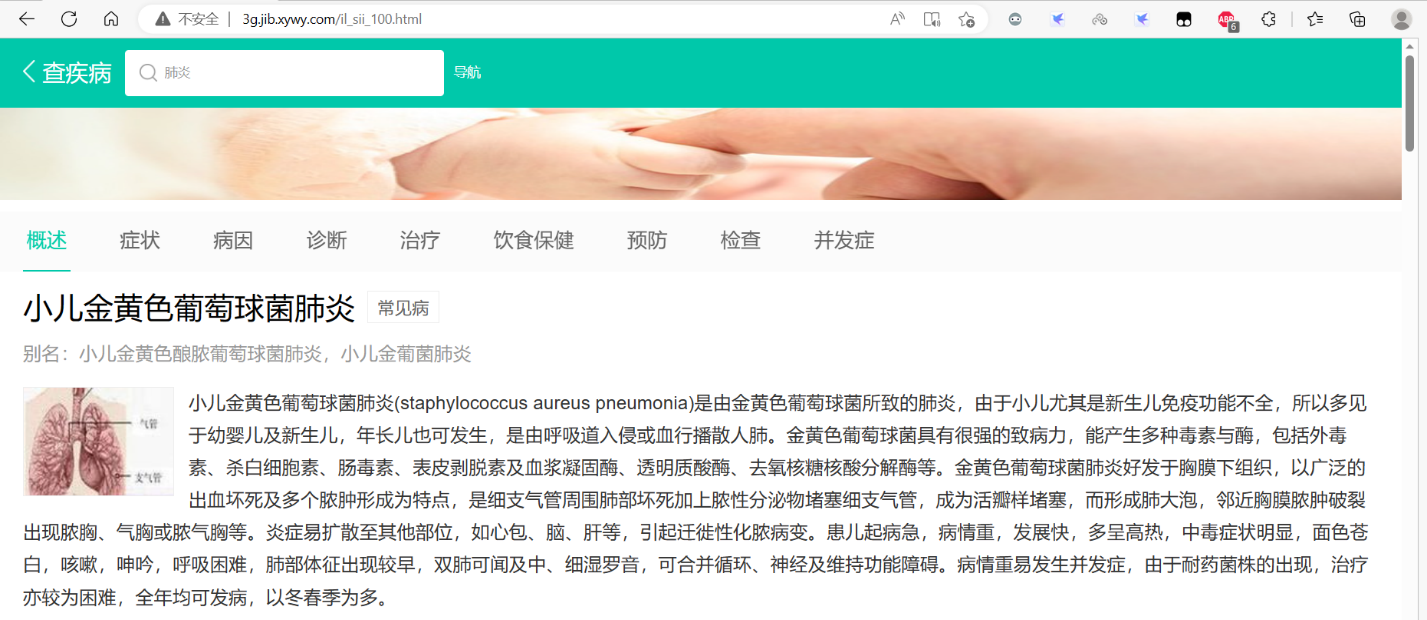 不安全 | 3g.jib.xywy.com/il_sii_100.html
ABP
6
查疾病
肺炎
导航
概述 症状 病因 诊断 治疗 饮食保健 预防 检查 并发症
小儿金黄色葡萄球菌肺炎 常见病
别名：小儿金黄色酿脓葡萄球菌肺炎，小儿金葡菌肺炎
气管
支气管
小儿金黄色葡萄球菌肺炎(staphylococcus aureus pneumonia)是由金黄色葡萄球菌所致的肺炎，由于小儿尤其是新生儿免疫功能不全，所以多见
于幼婴儿及新生儿，年长儿也可发生，是由呼吸道入侵或血行播散人肺。金黄色葡萄球菌具有很强的致病力，能产生多种毒素与酶，包括外毒
素、杀白细胞素、肠毒素、表皮剥脱素及血浆凝固酶、透明质酸酶、去氧核糖核酸分解酶等。金黄色葡萄球菌肺炎好发于胸膜下组织，以广泛的
出血坏死及多个脓肿形成为特点，是细支气管周围肺部坏死加上脓性分泌物堵塞细支气管，成为活瓣样堵塞，而形成肺大泡，邻近胸膜脓肿破裂
出现脓胸、气胸或脓气胸等。炎症易扩散至其他部位，如心包、脑、肝等，引起迁徙性化脓病变。患儿起病急，病情重，发展快，多呈高热，中毒症状明显，面色苍
白，咳嗽，呻吟，呼吸困难，肺部体征出现较早，双肺可闻及中、细湿罗音，可合并循环、神经及维持功能障碍。病情重易发生并发症，由于耐药菌株的出现，治疗
亦较为困难，全年均可发病，以冬春季为多。